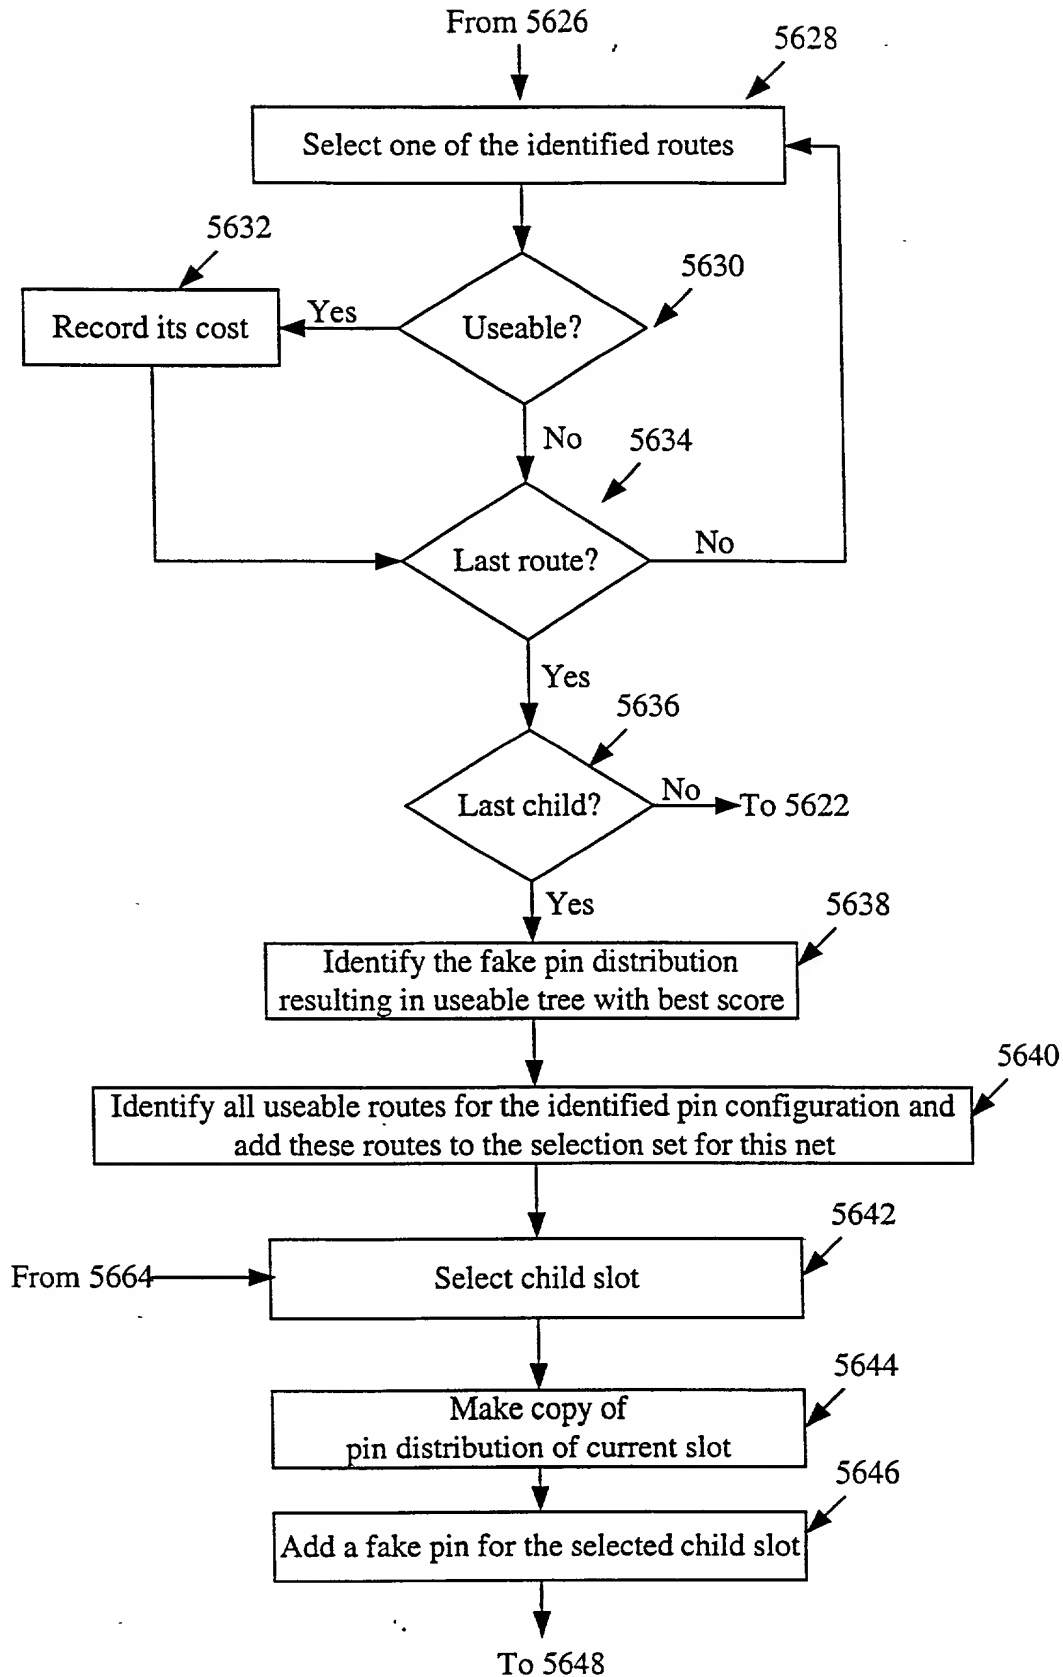 From 5626
5628
Select one of the identified routes
5632
5630
Record its cost
Yes
Useable?
No
5634
Last route?
No
Yes
5636
Last child?
No
To 5622
Yes
5638
Identify the fake pin distribution
resulting in useable tree with best score
5640
Identify all useable routes for the identified pin configuration and
add these routes to the selection set for this net
5642
From 5664
Select child slot
5644
Make copy of
pin distribution of current slot
5646
Add a fake pin for the selected child slot
To 5648